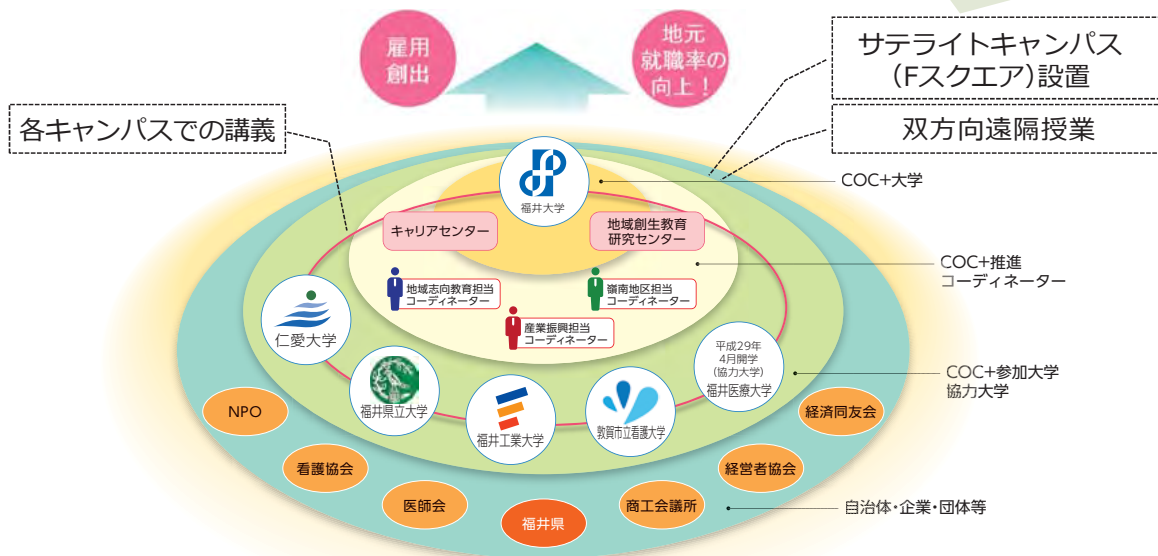 雇用
創出
地元
就職率の
向上！
サテライトキャンパス
（Fスクエア）設置
双方向遠隔授業
各キャンパスでの講義
福井大学
COC+大学
キャリアセンター
地域創生教育
研究センター
COC+推進
コーディネーター
地域志向教育担当
コーディネーター
嶺南地区担当
コーディネーター
産業振興担当
コーディネーター
仁愛大学
福井県立大学
福井工業大学
敦賀市立看護大学
平成29年
4月開学
（協力大学）
福井医療大学
COC+参加大学
協力大学
NPO
看護協会
医師会
福井県
商工会議所
経営者協会
経済同友会
自治体・企業・団体等